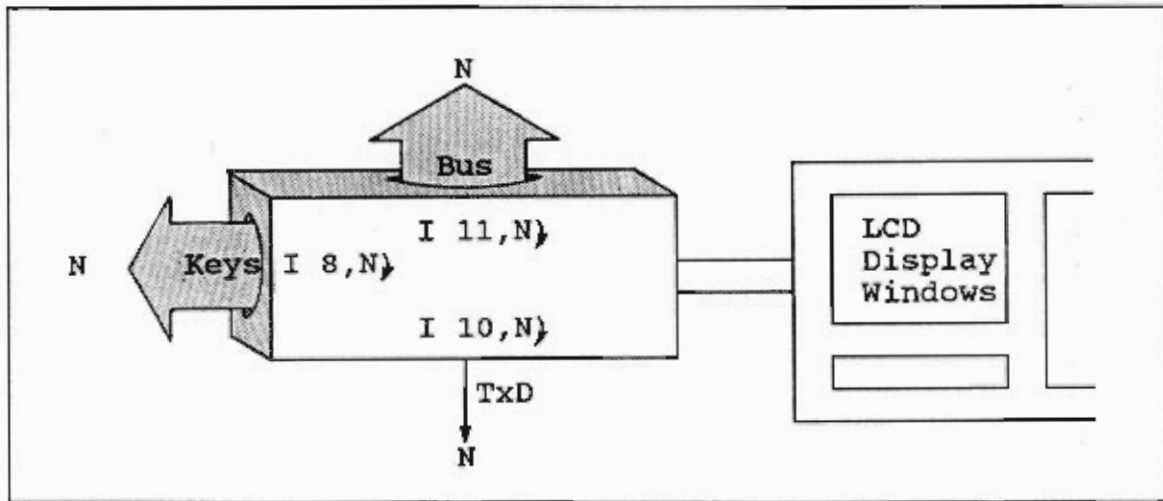 N
Bus
I 11,N)
N
Keys
I 8,N)
I 10,N)
TxD
N
LCD
Display
Windows